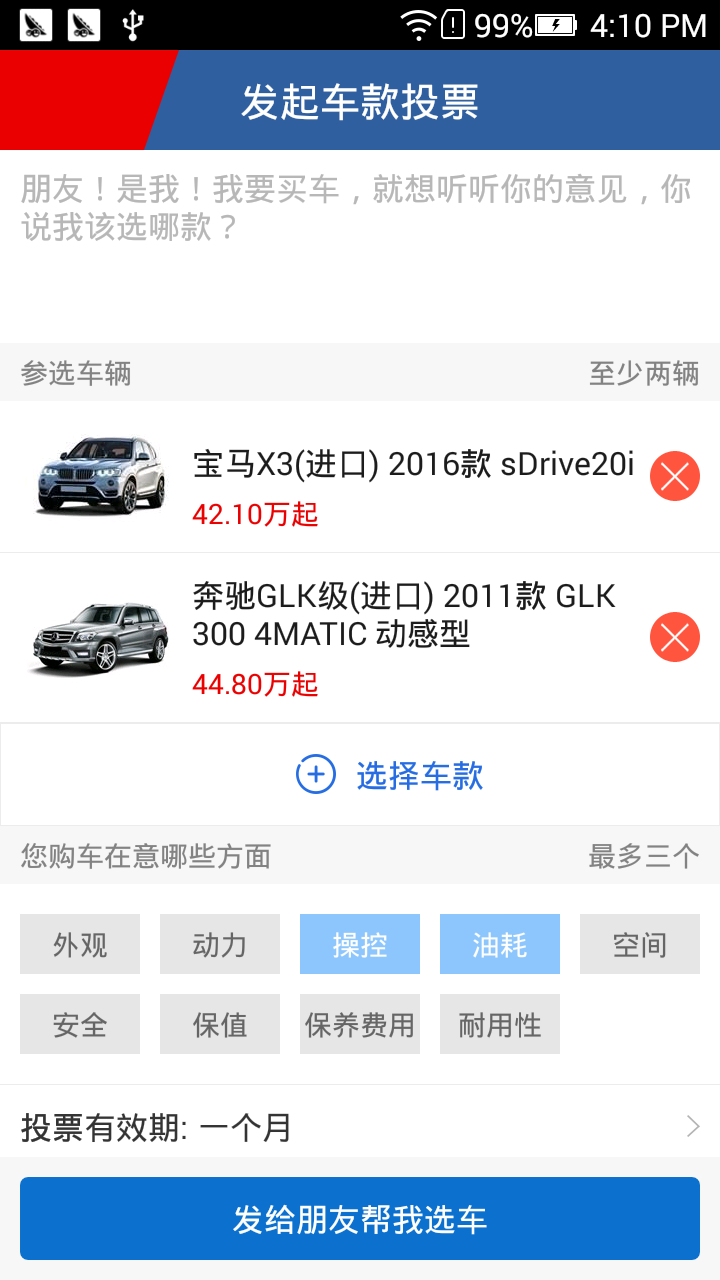 99% 4:10 PM
发起车款投票
朋友！是我！我要买车，就想听听你的意见，你
说我该选哪款？
参选车辆 至少两辆
宝马X3(进口) 2016款 sDrive20i
42.10万起
奔驰GLK级(进口) 2011款 GLK
300 4MATIC 动感型
44.80万起
选择车款
您购车在意哪些方面 最多三个
外观 动力 操控 油耗 空间
安全 保值 保养费用 耐用性
投票有效期: 一个月
发给朋友帮我选车